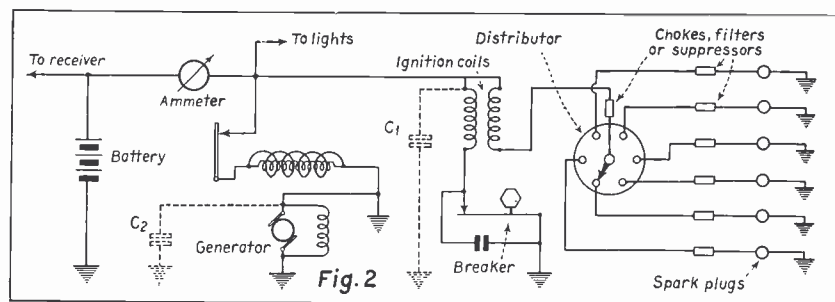 To receiver
Ammeter
To lights
Ignition coils
Distributor
Chokes, filters
or suppressors
Battery
C1
C2
Generator
Fig. 2
Breaker
Spark plugs